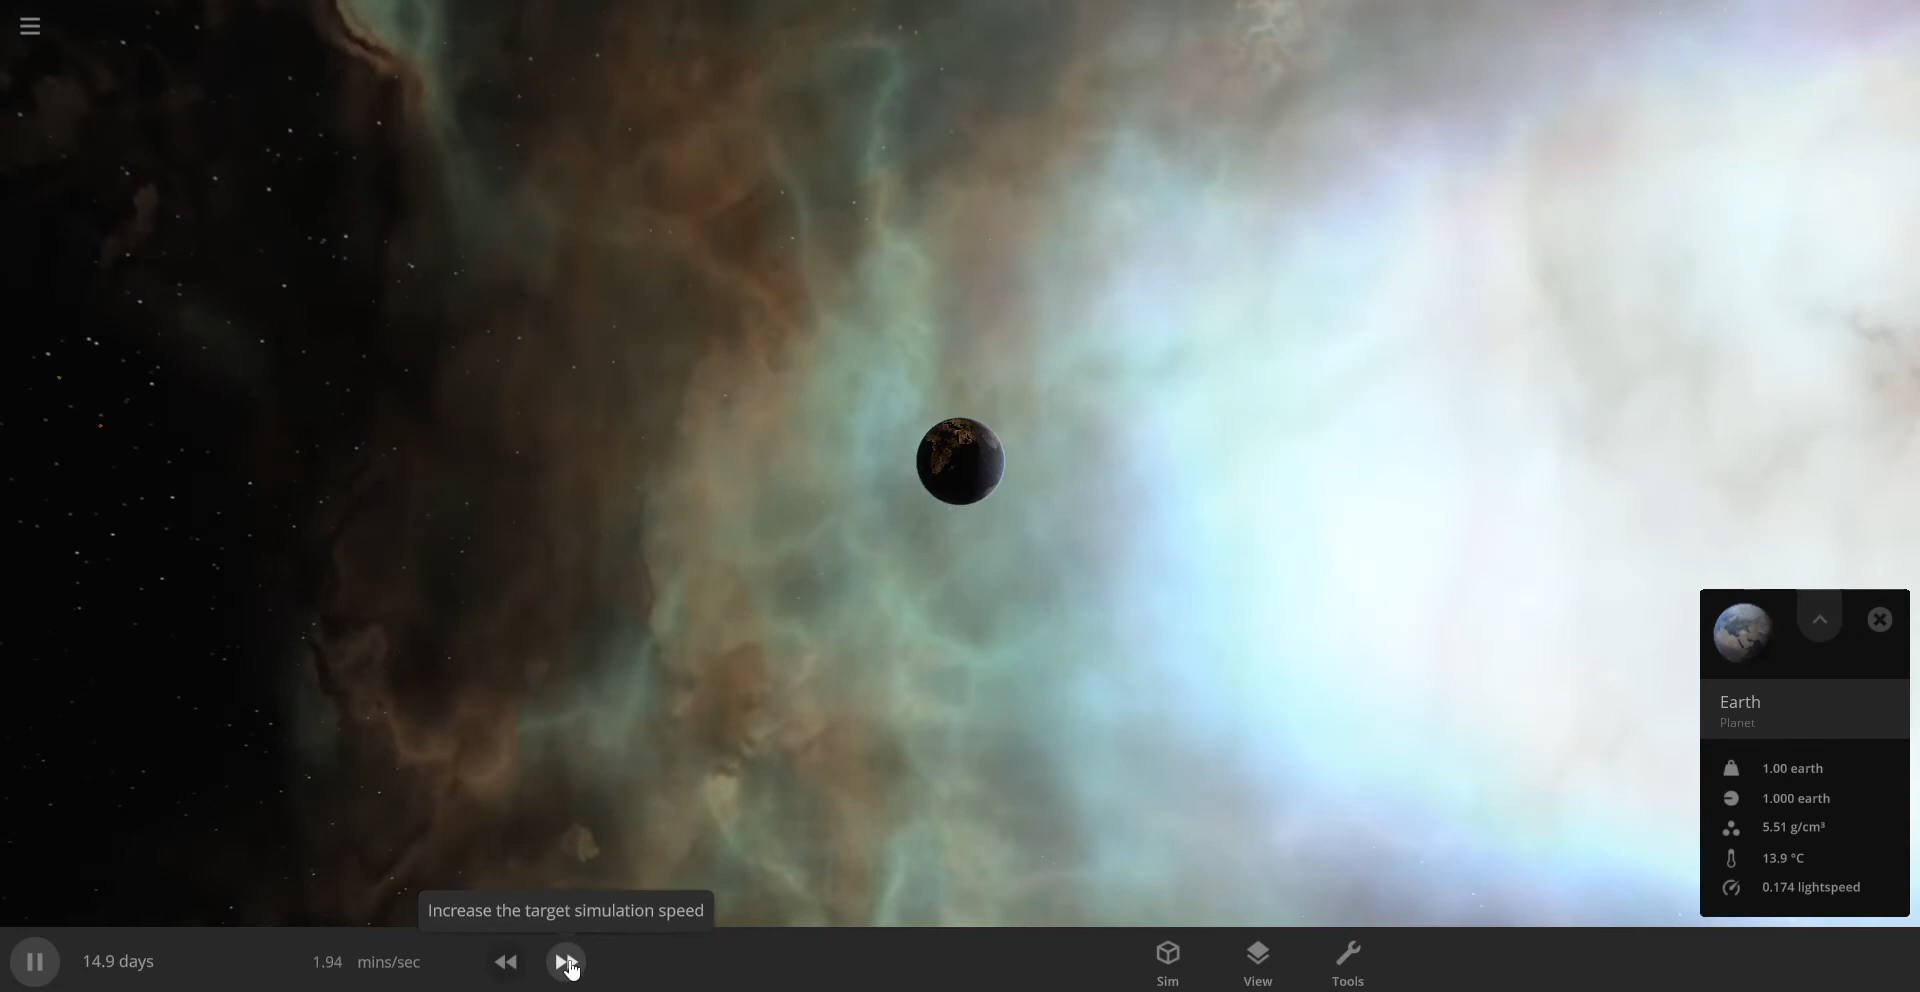 Earth
Planet
1.00 earth
1.000 earth
5.51 g/cm³
13.9 °C
0.174 lightspeed
Increase the target simulation speed
14.9 days
1.94 mins/sec
Sim
View
Tools